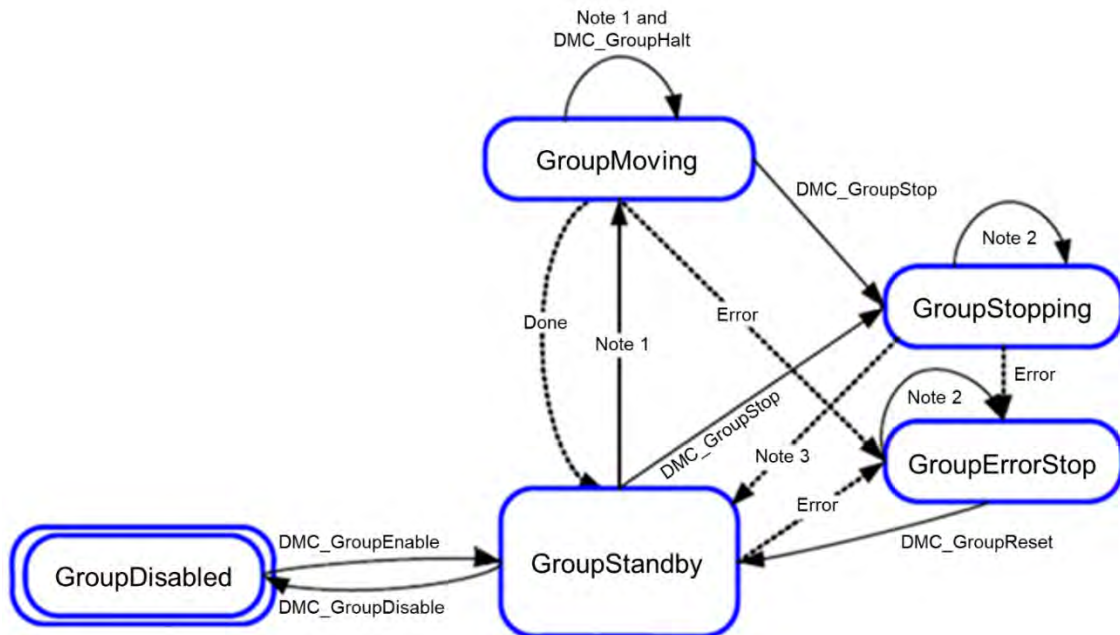 Note 1 and
DMC_GroupHalt
GroupMoving
DMC_GroupStop
Note 2
GroupStopping
Done
Error
Note 1
Error
Note 2
DMC_GroupStop
Note 3
GroupErrorStop
Error
DMC_GroupReset
DMC_GroupEnable
GroupStandby
GroupDisabled
DMC_GroupDisable